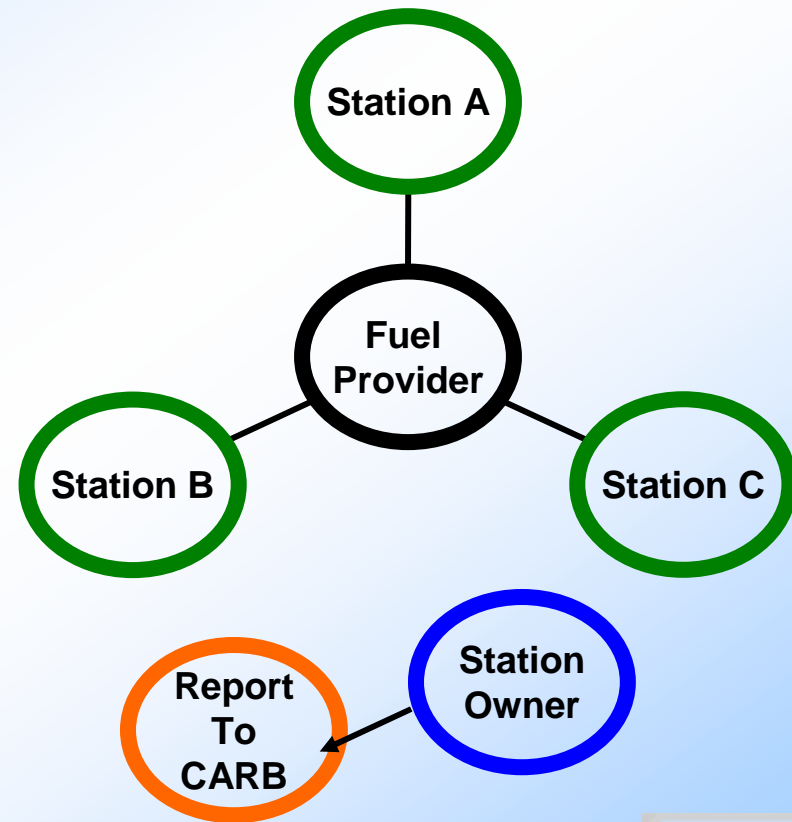 Station A
Fuel
Provider
Station B
Station C
Station
Owner
Report
To
CARB